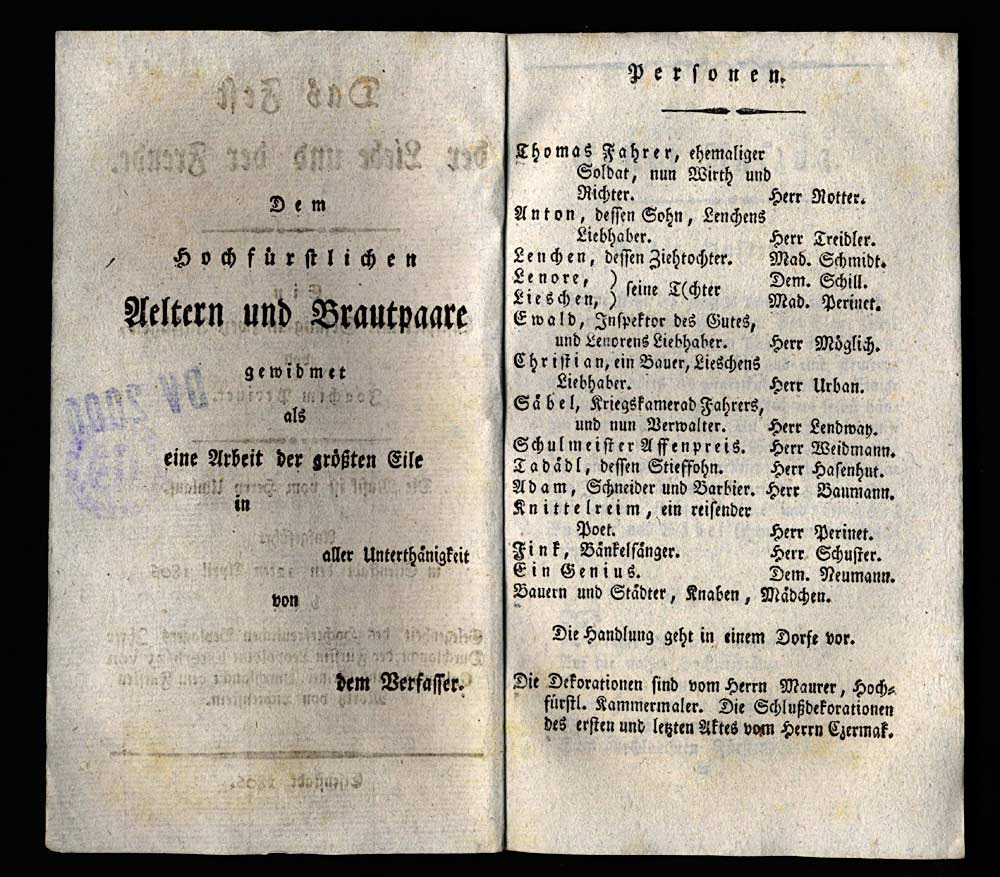 Dem
Hochfürstlichen
Aeltern und Brautpaare
gewidmet
als
eine Arbeit der größten Eile
in
aller Unterthänigkeit
von
dem Verfasser.
Personen.
Thomas Fahrer, ehemaliger
Soldat, nun Wirth und
Richter. Herr Rotter.
Anton, dessen Sohn, Lenchens
Liebhaber. Herr Treidler.
Lenchen, dessen Ziehtochter. Mad. Schmidt.
Lenore, ) seine T(chter Dem. Schill.
Lieschen, ) Mad. Perinet.
Ewald, Inspektor des Gutes,
und Lenorens Liebhaber. Herr Möglich.
Christian, ein Bauer, Lieschens
Liebhaber. Herr Urban.
Säbel, Kriegskamerad Fahrers,
und nun Verwalter. Herr Lendway.
Schulmeister Affenpreis. Herr Weidmann.
Tadädl, dessen Stieffohn. Herr Hasenhut.
Adam, Schneider und Barbier. Herr Baumann.
Knittelreim, ein reisender
Poet. Herr Perinet.
Fink, Bänkelsänger. Herr Schuster.
Ein Genius. Dem. Neumann.
Bauern und Städter, Knaben, Mädchen.
Die Handlung geht in einem Dorfe vor.
Die Dekorationen sind vom Herrn Maurer, Hoch-
fürstl. Kammermaler. Die Schlußdekorationen
des ersten und letzten Aktes vom Herrn Czermak.